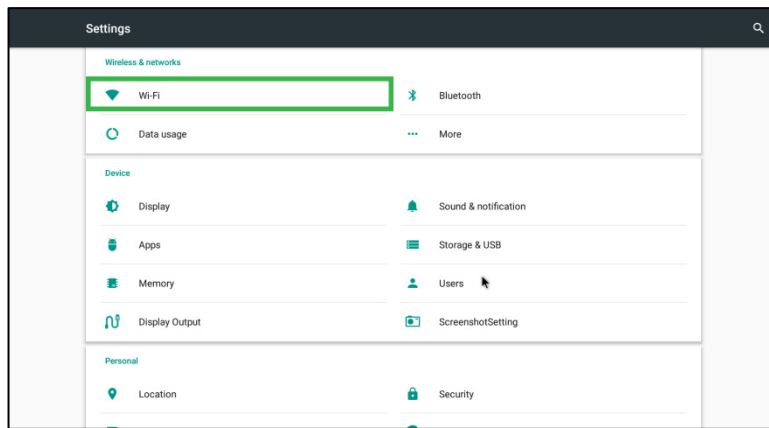 Settings
Wireless & networks
Wi-Fi
Bluetooth
Data usage
More
Device
Display
Sound & notification
Apps
Storage & USB
Memory
Users
Display Output
ScreenshotSetting
Personal
Location
Security